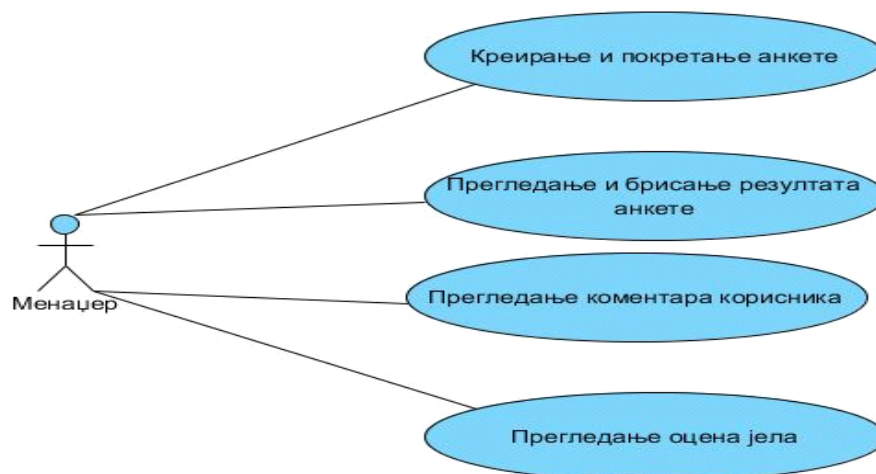 Креирање и покретање анкете
Прегледање и брисање резултата
анкете
Менаџер
Прегледање коментара корисника
Прегледање оцена јела